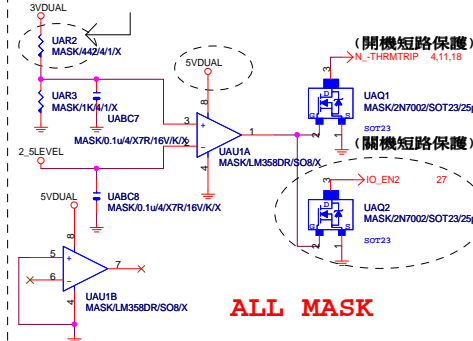 3VDUAL
UAR2
MASK/442/4/1/X
5VDUAL
(開機短路保護)
N_-THRMTRIP 4,11,18
UAR3
MASK/1K/4/1/X
UABC7
MASK/0.1u/4/X7R/16V/K/X
3
2
8
4
1
UAU1A
MASK/LM358DR/SO8/X
3
D
G
S
2
1
UAQ1
MASK/2N7002/SOT23/25p
SOT23
(關機短路保護)
2_5LEVEL
UABC8
MASK/0.1u/4/X7R/16V/K/X
3
IO_EN2 27
D
G
S
2
1
UAQ2
MASK/2N7002/SOT23/25p
SOT23
5VDUAL
8
5
6
7
4
UAU1B
MASK/LM358DR/SO8/X
ALL MASK